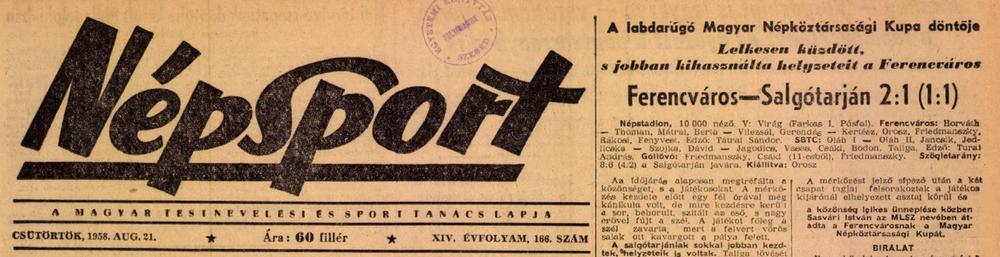 Népsport
A MAGYAR TESTNEVELÉSI ÉS SPORT TANÁCS LAPJA
CSÜTÖRTÖK, 1958. AUG. 21.
Ára: 60 fillér
XIV. ÉVFOLYAM, 166. SZÁM
EGYETEMI KÖNYVTÁR
SZEGED
A labdarúgó Magyar Népköztársasági Kupa döntője
Lelkesen küzdött,
s jobban kihasználta helyzeteit a Ferencváros
Ferencváros—Salgótarján 2:1 (1:1)
Népstadion, 10 000 néző. V: Virág (Farkas I, Pósfai). Ferencváros: Horváth
— Thomán, Mátrai, Berta — Vilezsál, Gerendás — Kertész, Orosz, Friedmanszky,
Rákosi, Fenyvesi. Edző: Tátrai Sándor. SBTC: Oláh I — Oláh II, Jancsik, Jed-
licska — Szojka, Dávid — Jagodics, Vasas, Csáki, Bodon, Taliga. Edző: Turai
András. Góllövő: Friedmanszky, Csáki (11-esből), Friedmanszky. Szögletarány:
8:6 (4:2) a Salgótarján javára. Kiállítva: Orosz
Az időjárás alaposan megtréfálta a
közönséget, s a játékosokat. A mérkő-
zés kezdete előtt egy fél órával még
kánikula volt, de mire kezdésre került
a sor, beborult, szitált az eső, s nagy
erővel fújt a szél. A játékot főleg a
szél zavarta, mert a felvert vörös
salak ott kavargott a pálya felett.
A salgótarjániak sokkal jobban kezd-
tek, helyzeteik is voltak. Taliga lövését
A mérkőzést jelző sípszó után a két
csapat tagjai felsorakoztak a játékos
kijárónál elhelyezett asztal körül és
a közönség lelkes ünneplése közben
Sasvári István az MLSZ nevében át-
adta a Ferencvárosnak a Magyar
Népköztársasági Kupát.
BÍRÁLAT